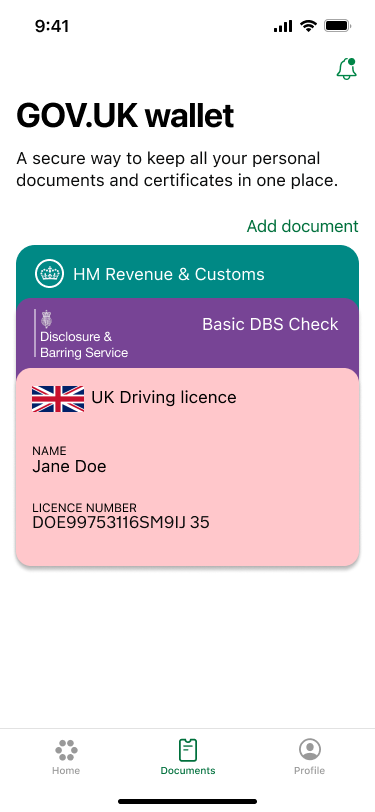 9:41
GOV.UK wallet
A secure way to keep all your personal
documents and certificates in one place.
Add document
HM Revenue & Customs
Disclosure &
Barring Service
Basic DBS Check
UK Driving licence
NAME
Jane Doe
LICENCE NUMBER
DOE99753116SM9IJ 35
Home
Documents
Profile